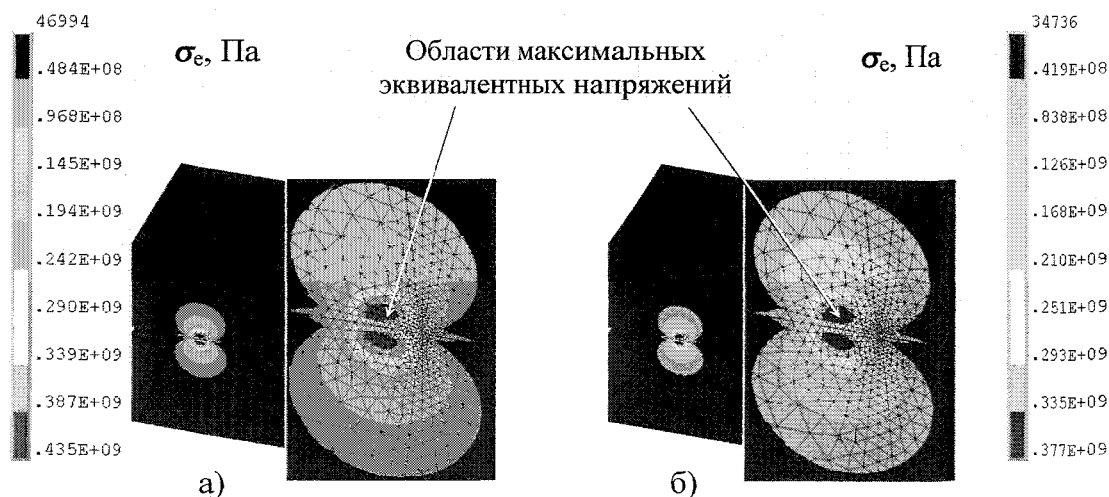 46994
.484E+08
.968E+08
.145E+09
.194E+09
.242E+09
.290E+09
.339E+09
.387E+09
.435E+09
σe, Па
Области максимальных
эквивалентных напряжений
σe, Па
34736
.419E+08
.838E+08
.126E+09
.168E+09
.210E+09
.251E+09
.293E+09
.335E+09
.377E+09
а)
б)